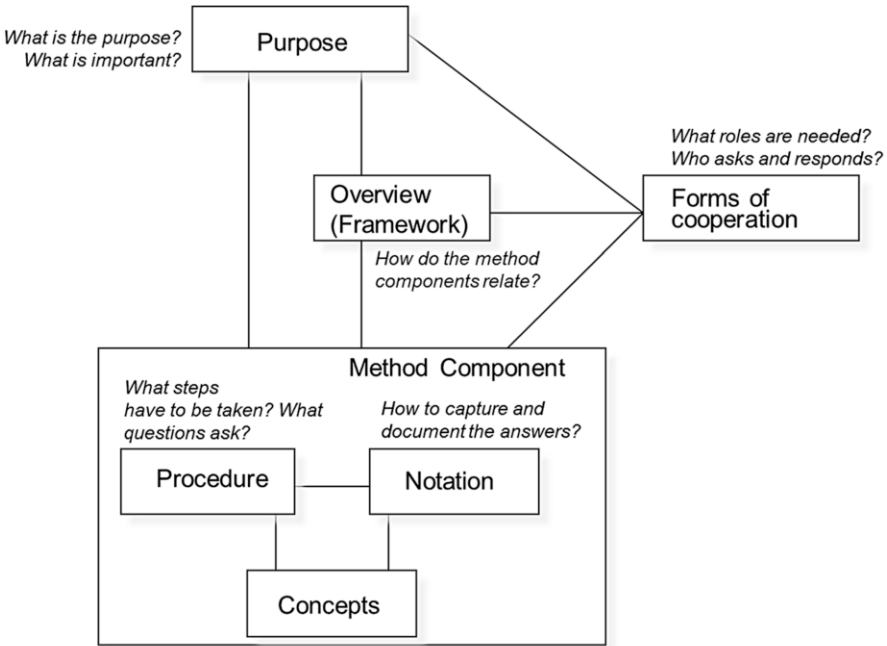 What is the purpose?
What is important?
Purpose
What roles are needed?
Who asks and responds?
Forms of
cooperation
Overview
(Framework)
How do the method
components relate?
Method Component
What steps
have to be taken? What
questions ask?
How to capture and
document the answers?
Procedure
Notation
Concepts